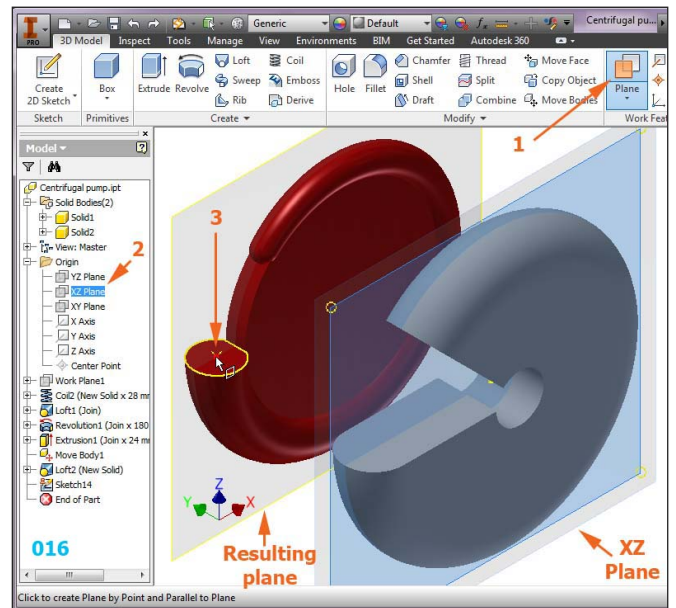 PRO
Generic
Default
Centrifugal pu...
3D Model Inspect Tools Manage View Environments BIM Get Started Autodesk 360
Create
2D Sketch
Box
Extrude Revolve
Loft
Sweep
Rib
Coil
Emboss
Derive
Hole Fillet
Chamfer
Shell
Draft
Thread
Split
Combine
Move Face
Copy Object
Move Bodies
Plane
Sketch Primitives Create Modify Work Feat
1
Model
Centrifugal pump.ipt
Solid Bodies(2)
Solid1
Solid2
View: Master
2
Origin
YZ Plane
XZ Plane
XY Plane
X Axis
Y Axis
Z Axis
Center Point
Work Plane1
Coil2 (New Solid x 28 mr
Loft1 (Join)
Revolution1 (Join x 180
Extrusion1 (Join x 24 mr
Move Body1
Loft2 (New Solid)
Sketch14
End of Part
3
Z
Y X
016
Resulting
plane
XZ
Plane
Click to create Plane by Point and Parallel to Plane